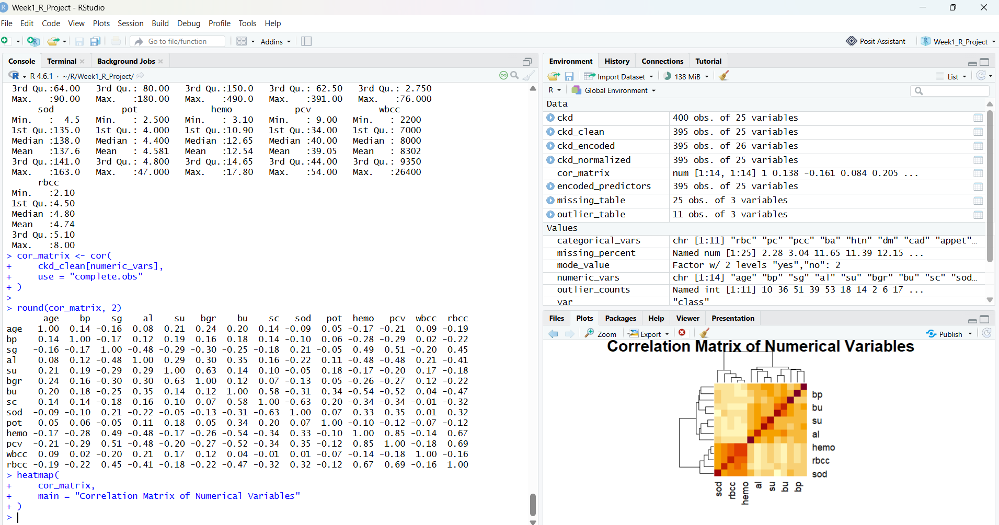 Week1_R_Project - RStudio
File Edit Code View Plots Session Build Debug Profile Tools Help
Go to file/function Addins Posit Assistant Week1_R_Project
Console Terminal Background Jobs
R 4.6.1 · ~/R/Week1_R_Project/
3rd Qu.:64.00 3rd Qu.: 80.00 3rd Qu.:150.0 3rd Qu.: 62.50 3rd Qu.: 2.750
Max. :90.00 Max. :180.00 Max. :490.0 Max. :391.00 Max. :76.000
sod pot hemo pcv wbcc
Min. : 4.5 Min. : 2.500 Min. : 3.10 Min. : 9.00 Min. : 2200
1st Qu.:135.0 1st Qu.: 4.000 1st Qu.:10.90 1st Qu.:34.00 1st Qu.: 7000
Median :138.0 Median : 4.400 Median :12.65 Median :40.00 Median : 8000
Mean :137.6 Mean : 4.581 Mean :12.54 Mean :39.05 Mean : 8302
3rd Qu.:141.0 3rd Qu.: 4.800 3rd Qu.:14.65 3rd Qu.:44.00 3rd Qu.: 9350
Max. :163.0 Max. :47.000 Max. :17.80 Max. :54.00 Max. :26400
rbcc
Min. :2.10
1st Qu.:4.50
Median :4.80
Mean :4.74
3rd Qu.:5.10
Max. :8.00
> cor_matrix <- cor(
+ ckd_clean[numeric_vars],
+ use = "complete.obs"
+ )
>
> round(cor_matrix, 2)
age bp sg al su bgr bu sc sod pot hemo pcv wbcc rbcc
age 1.00 0.14 -0.16 0.08 0.21 0.24 0.20 0.14 -0.09 0.05 -0.17 -0.21 0.09 -0.19
bp 0.14 1.00 -0.17 0.12 0.19 0.16 0.18 0.14 -0.10 0.06 -0.28 -0.29 0.02 -0.22
sg -0.16 -0.17 1.00 -0.48 -0.29 -0.30 -0.25 -0.18 0.21 -0.05 0.49 0.51 -0.20 0.45
al 0.08 0.12 -0.48 1.00 0.29 0.30 0.35 0.16 -0.22 0.11 -0.48 -0.48 0.21 -0.41
su 0.21 0.19 -0.29 0.29 1.00 0.63 0.14 0.10 -0.05 0.18 -0.17 -0.20 0.17 -0.18
bgr 0.24 0.16 -0.30 0.30 0.63 1.00 0.12 0.07 -0.13 0.05 -0.26 -0.27 0.12 -0.22
bu 0.20 0.18 -0.25 0.35 0.14 0.12 1.00 0.58 -0.31 0.34 -0.54 -0.52 0.04 -0.47
sc 0.14 0.14 -0.18 0.16 0.10 0.07 0.58 1.00 -0.63 0.20 -0.34 -0.34 -0.01 -0.32
sod -0.09 -0.10 0.21 -0.22 -0.05 -0.13 -0.31 -0.63 1.00 0.07 0.33 0.35 0.01 0.32
pot 0.05 0.06 -0.05 0.11 0.18 0.05 0.34 0.20 0.07 1.00 -0.10 -0.12 -0.07 -0.12
hemo -0.17 -0.28 0.49 -0.48 -0.17 -0.26 -0.54 -0.34 0.33 -0.10 1.00 0.85 -0.14 0.67
pcv -0.21 -0.29 0.51 -0.48 -0.20 -0.27 -0.52 -0.34 0.35 -0.12 0.85 1.00 -0.18 0.69
wbcc 0.09 0.02 -0.20 0.21 0.17 0.12 0.04 -0.01 0.01 -0.07 -0.14 -0.18 1.00 -0.16
rbcc -0.19 -0.22 0.45 -0.41 -0.18 -0.22 -0.47 -0.32 0.32 -0.12 0.67 0.69 -0.16 1.00
> heatmap(
+ cor_matrix,
+ main = "Correlation Matrix of Numerical Variables"
+ )
>
Environment History Connections Tutorial
Import Dataset 138 MiB List
R Global Environment
Data
ckd 400 obs. of 25 variables
ckd_clean 395 obs. of 25 variables
ckd_encoded 395 obs. of 26 variables
ckd_normalized 395 obs. of 25 variables
cor_matrix num [1:14, 1:14] 1 0.138 -0.161 0.084 0.205 ...
encoded_predictors 395 obs. of 25 variables
missing_table 25 obs. of 3 variables
outlier_table 11 obs. of 3 variables
Values
categorical_vars chr [1:11] "rbc" "pc" "pcc" "ba" "htn" "dm" "cad" "appet"…
missing_percent Named num [1:25] 2.28 3.04 11.65 11.39 12.15 ...
mode_value Factor w/ 2 levels "yes","no": 2
numeric_vars chr [1:14] "age" "bp" "sg" "al" "su" "bgr" "bu" "sc" "sod…
outlier_counts Named int [1:11] 10 36 51 39 53 18 14 2 6 17 ...
var "class"
Files Plots Packages Help Viewer Presentation
Zoom Export Publish
Correlation Matrix of Numerical Variables
bp
bu
su
al
hemo
rbcc
sod
sod rbcc hemo al su bu bp